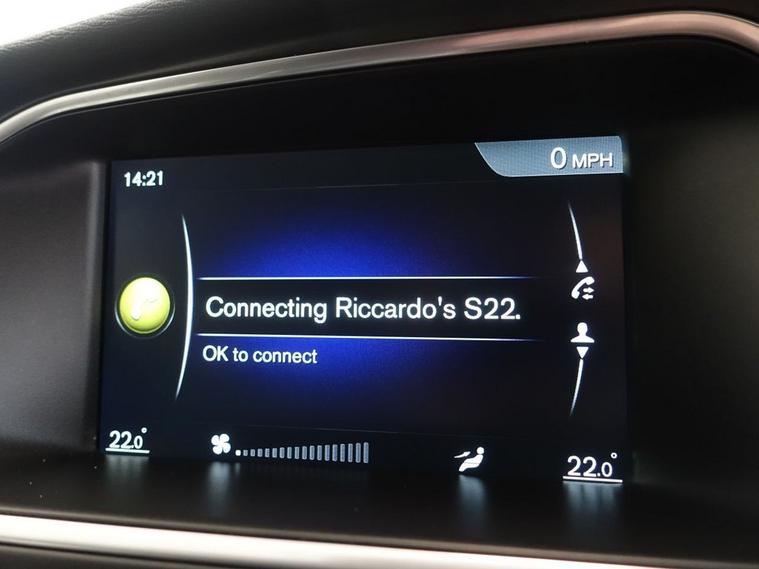 14:21
0 MPH
Connecting Riccardo's S22.
OK to connect
22.0°
22.0°